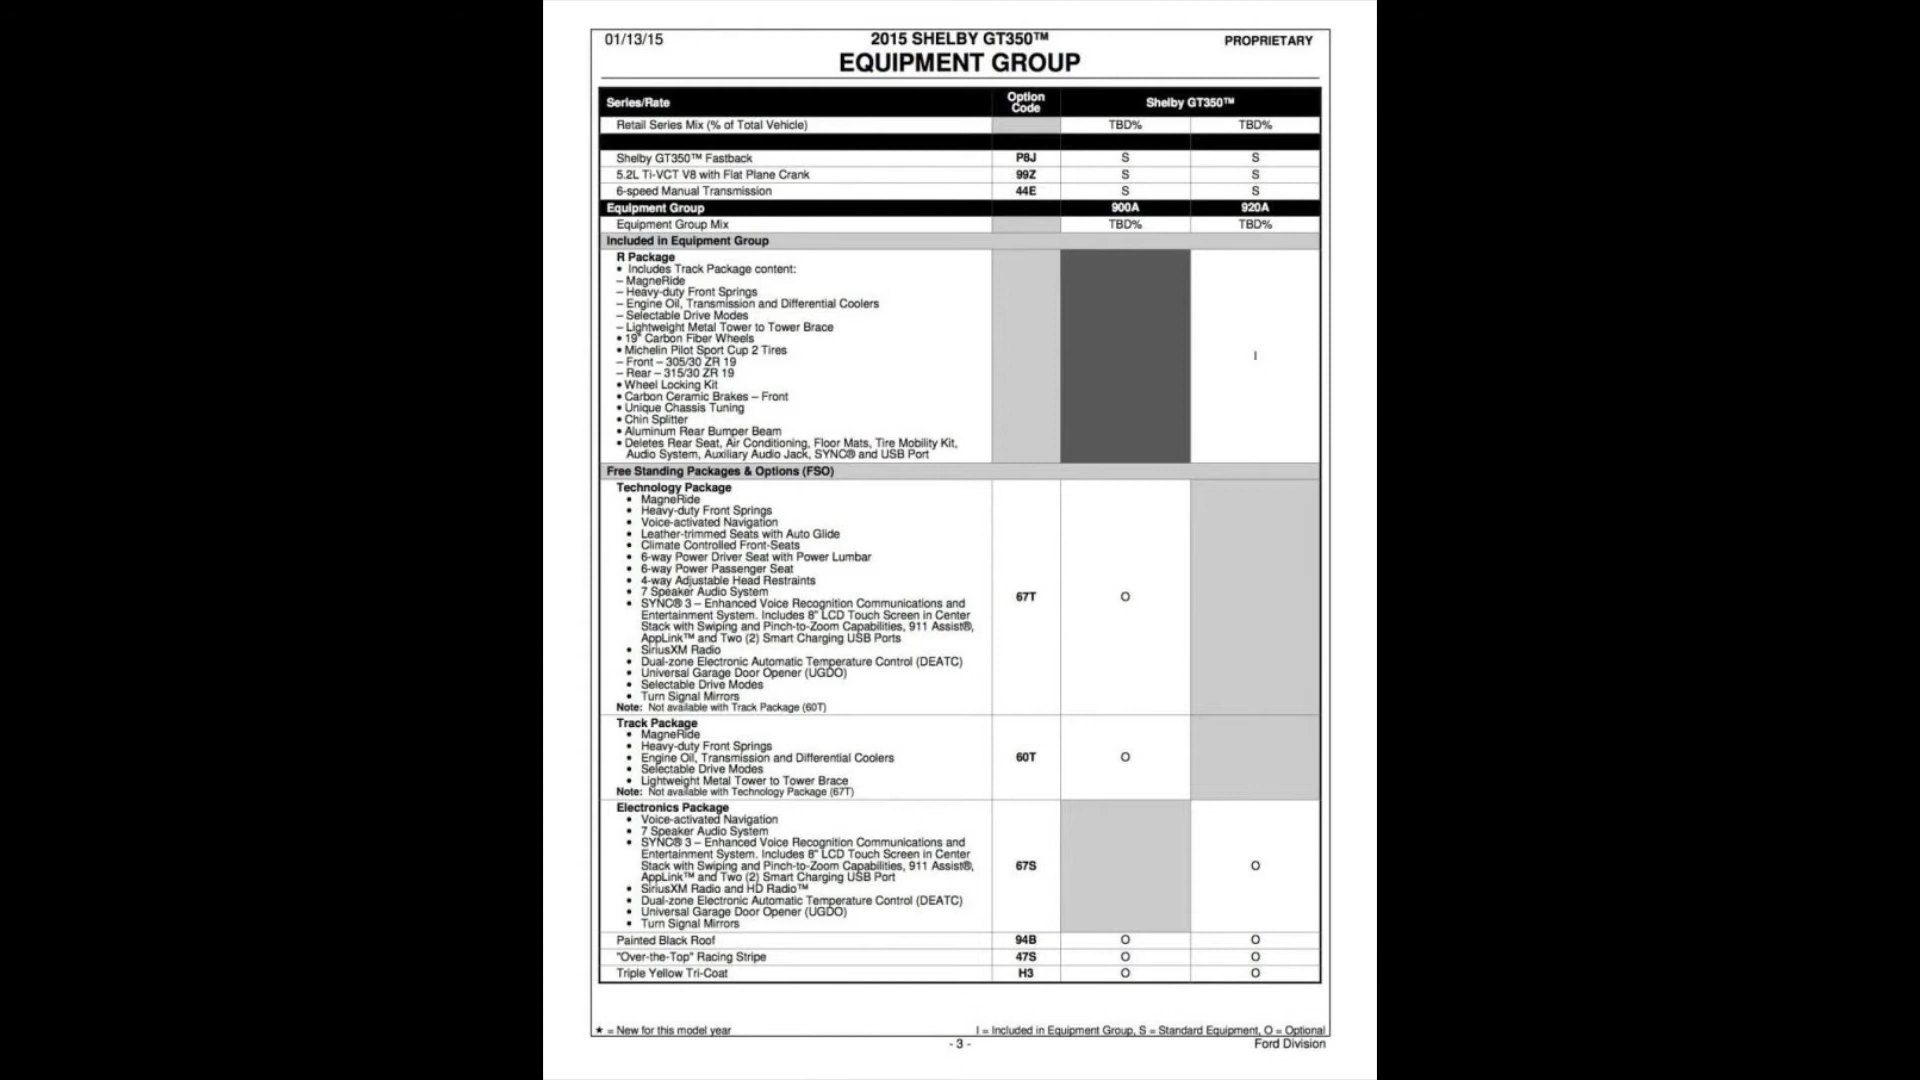 01/13/15
2015 SHELBY GT350™
PROPRIETARY
EQUIPMENT GROUP
Series/Rate Option Code Shelby GT350™
Retail Series Mix (% of Total Vehicle) TBD% TBD%
Shelby GT350™ Fastback P8J S S
5.2L Ti-VCT V8 with Flat Plane Crank 99Z S S
6-speed Manual Transmission 44E S S
Equipment Group 900A 920A
Equipment Group Mix TBD% TBD%
Included in Equipment Group
R Package
• Includes Track Package content:
– MagneRide
– Heavy-duty Front Springs
– Engine Oil, Transmission and Differential Coolers
– Selectable Drive Modes
– Lightweight Metal Tower to Tower Brace
• 19" Carbon Fiber Wheels
• Michelin Pilot Sport Cup 2 Tires
I
– Front – 305/30 ZR 19
– Rear – 315/30 ZR 19
• Wheel Locking Kit
• Carbon Ceramic Brakes – Front
• Unique Chassis Tuning
• Chin Splitter
• Aluminum Rear Bumper Beam
• Deletes Rear Seat, Air Conditioning, Floor Mats, Tire Mobility Kit,
Audio System, Auxiliary Audio Jack, SYNC® and USB Port
Free Standing Packages & Options (FSO)
Technology Package
• MagneRide
• Heavy-duty Front Springs
• Voice-activated Navigation
• Leather-trimmed Seats with Auto Glide
• Climate Controlled Front-Seats
• 6-way Power Driver Seat with Power Lumbar
• 6-way Power Passenger Seat
• 4-way Adjustable Head Restraints
• 7 Speaker Audio System
67T O
• SYNC® 3 – Enhanced Voice Recognition Communications and
Entertainment System. Includes 8" LCD Touch Screen in Center
Stack with Swiping and Pinch-to-Zoom Capabilities, 911 Assist®,
AppLink™ and Two (2) Smart Charging USB Ports
• SiriusXM Radio
• Dual-zone Electronic Automatic Temperature Control (DEATC)
• Universal Garage Door Opener (UGDO)
• Selectable Drive Modes
• Turn Signal Mirrors
Note: Not available with Track Package (60T)
Track Package
• MagneRide
• Heavy-duty Front Springs
• Engine Oil, Transmission and Differential Coolers 60T O
• Selectable Drive Modes
• Lightweight Metal Tower to Tower Brace
Note: Not available with Technology Package (67T)
Electronics Package
• Voice-activated Navigation
• 7 Speaker Audio System
• SYNC® 3 – Enhanced Voice Recognition Communications and
Entertainment System. Includes 8" LCD Touch Screen in Center
Stack with Swiping and Pinch-to-Zoom Capabilities, 911 Assist®, 67S O
AppLink™ and Two (2) Smart Charging USB Port
• SiriusXM Radio and HD Radio™
• Dual-zone Electronic Automatic Temperature Control (DEATC)
• Universal Garage Door Opener (UGDO)
• Turn Signal Mirrors
Painted Black Roof 94B O O
"Over-the-Top" Racing Stripe 47S O O
Triple Yellow Tri-Coat H3 O O
★ = New for this model year
I = Included in Equipment Group, S = Standard Equipment, O = Optional
- 3 -
Ford Division